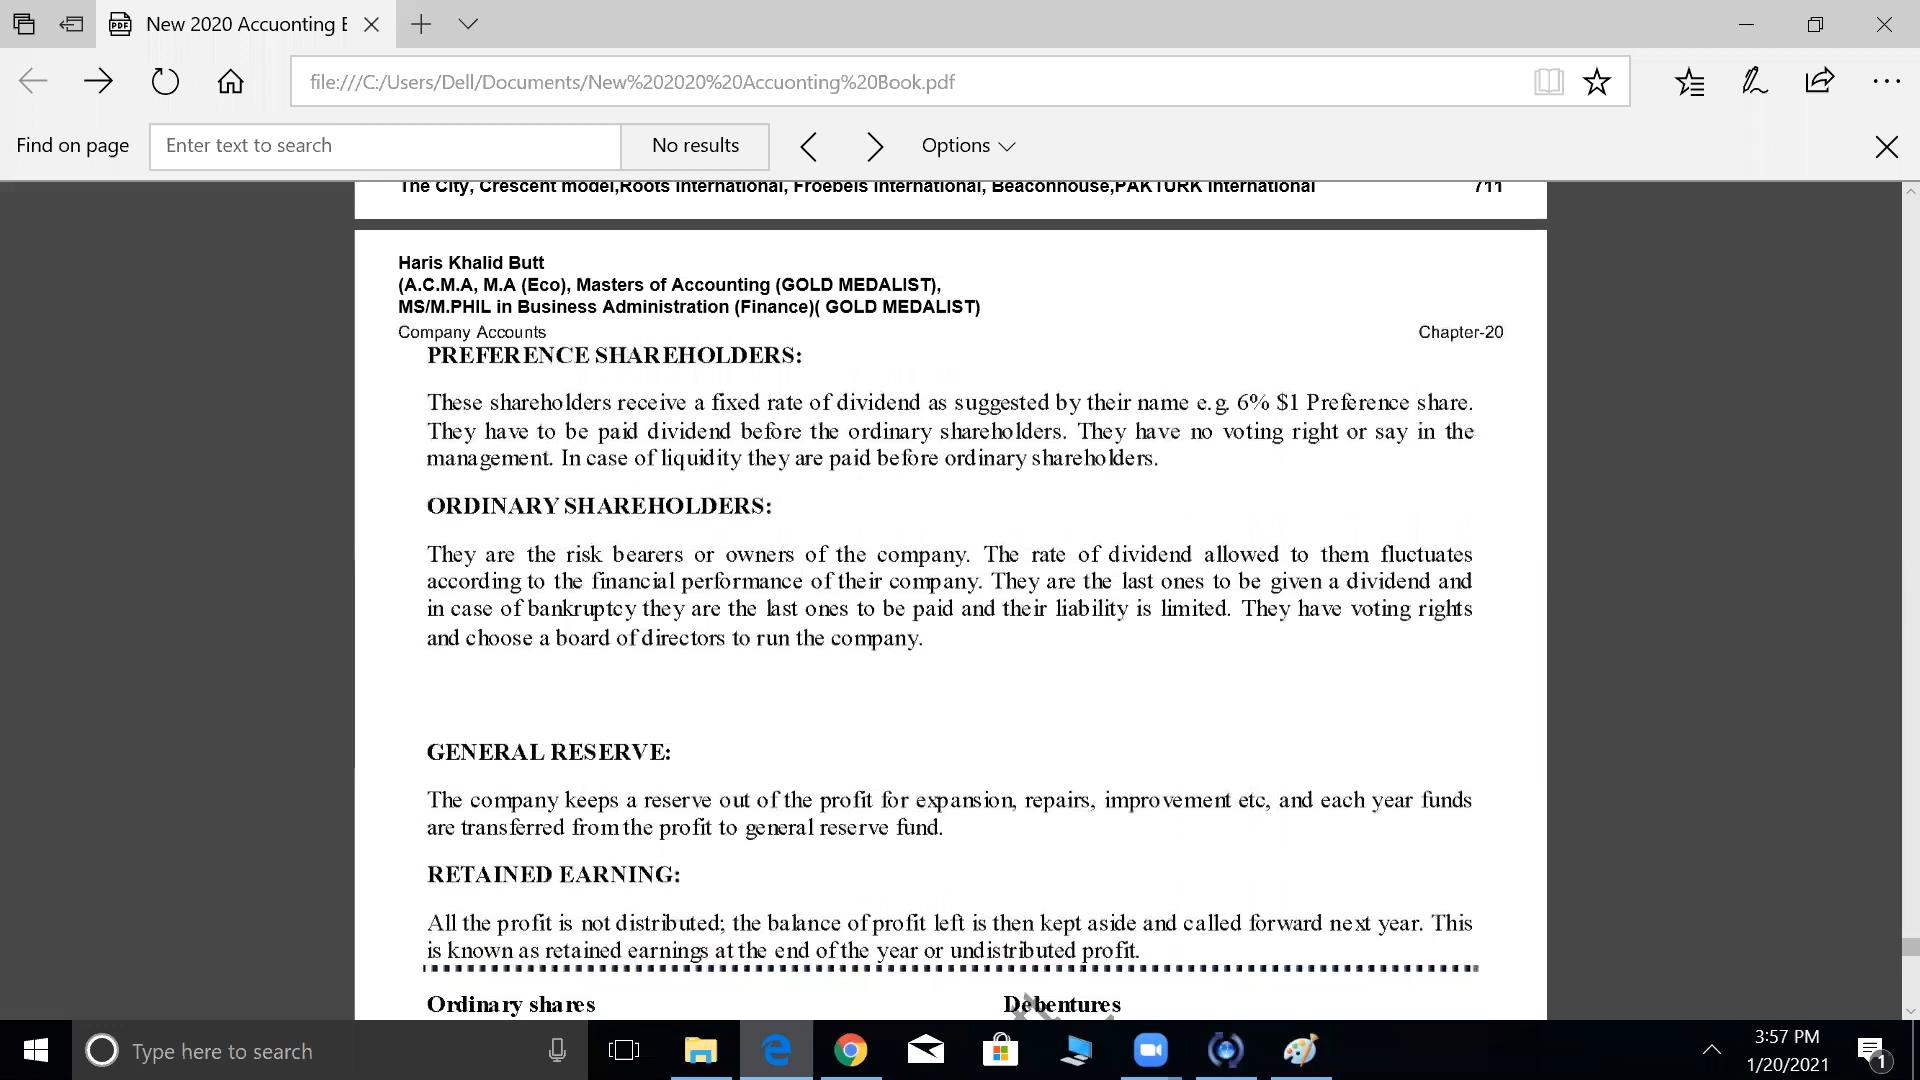 New 2020 Accuonting E
file:///C:/Users/Dell/Documents/New%202020%20Accuonting%20Book.pdf
Find on page
Enter text to search
No results
Options
The City, Crescent model,Roots International, Froebels International, Beaconhouse,PAKTURK International 711
Haris Khalid Butt
(A.C.M.A, M.A (Eco), Masters of Accounting (GOLD MEDALIST),
MS/M.PHIL in Business Administration (Finance)( GOLD MEDALIST)
Company Accounts Chapter-20
PREFERENCE SHAREHOLDERS:
These shareholders receive a fixed rate of dividend as suggested by their name e.g. 6% $1 Preference share.
They have to be paid dividend before the ordinary shareholders. They have no voting right or say in the
management. In case of liquidity they are paid before ordinary shareholders.
ORDINARY SHAREHOLDERS:
They are the risk bearers or owners of the company. The rate of dividend allowed to them fluctuates
according to the financial performance of their company. They are the last ones to be given a dividend and
in case of bankruptcy they are the last ones to be paid and their liability is limited. They have voting rights
and choose a board of directors to run the company.
GENERAL RESERVE:
The company keeps a reserve out of the profit for expansion, repairs, improvement etc, and each year funds
are transferred from the profit to general reserve fund.
RETAINED EARNING:
All the profit is not distributed; the balance of profit left is then kept aside and called forward next year. This
is known as retained earnings at the end of the year or undistributed profit.
Ordinary shares Debentures
Type here to search
3:57 PM
1/20/2021
1